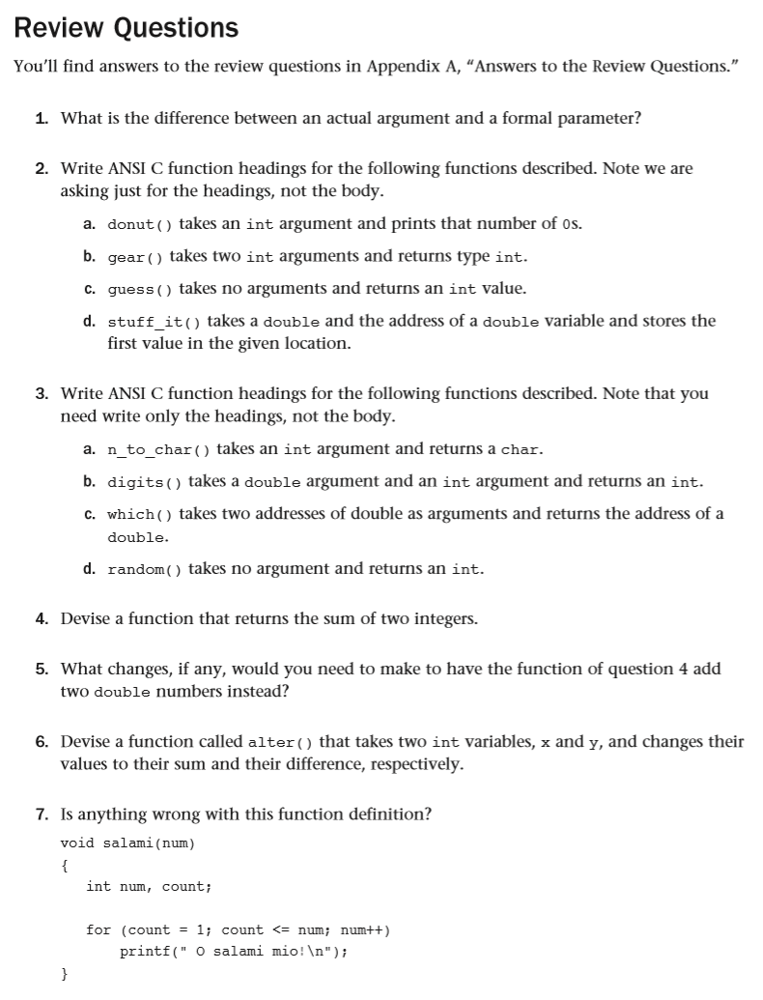 Review Questions
You’ll find answers to the review questions in Appendix A, “Answers to the Review Questions.”
1. What is the difference between an actual argument and a formal parameter?
2. Write ANSI C function headings for the following functions described. Note we are
asking just for the headings, not the body.
a. donut() takes an int argument and prints that number of 0s.
b. gear() takes two int arguments and returns type int.
c. guess() takes no arguments and returns an int value.
d. stuff_it() takes a double and the address of a double variable and stores the
first value in the given location.
3. Write ANSI C function headings for the following functions described. Note that you
need write only the headings, not the body.
a. n_to_char() takes an int argument and returns a char.
b. digits() takes a double argument and an int argument and returns an int.
c. which() takes two addresses of double as arguments and returns the address of a
double.
d. random() takes no argument and returns an int.
4. Devise a function that returns the sum of two integers.
5. What changes, if any, would you need to make to have the function of question 4 add
two double numbers instead?
6. Devise a function called alter() that takes two int variables, x and y, and changes their
values to their sum and their difference, respectively.
7. Is anything wrong with this function definition?
void salami(num)
{
int num, count;
for (count = 1; count <= num; num++)
printf(" O salami mio!\n");
}